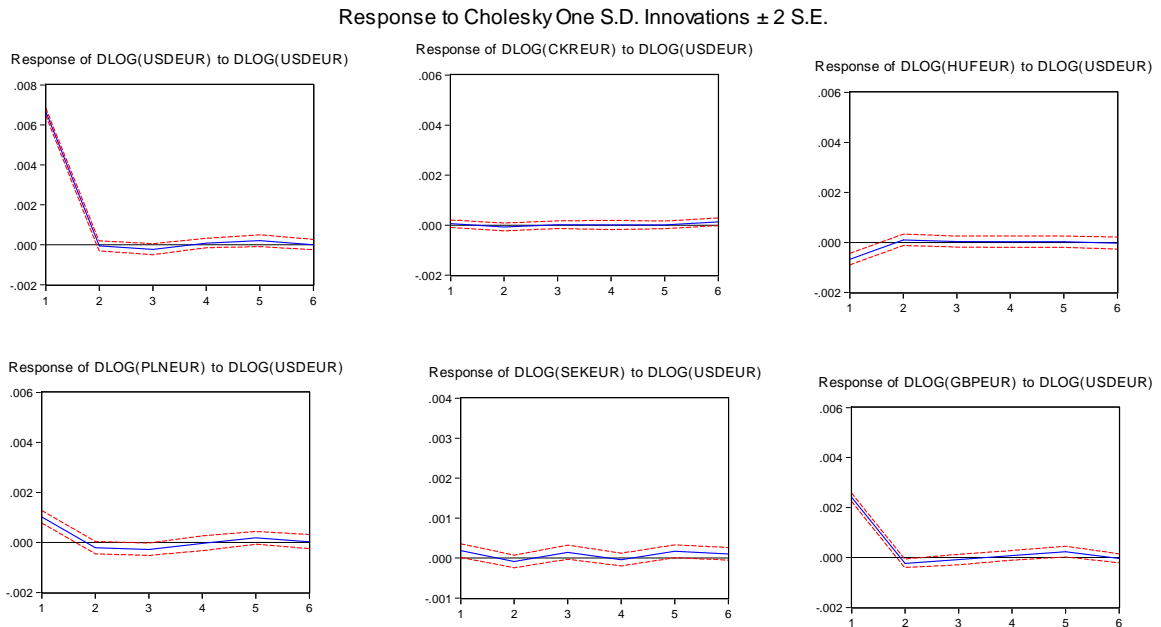 Response to Cholesky One S.D. Innovations ± 2 S.E.
Response of DLOG(USDEUR) to DLOG(USDEUR)
.008
.006
.004
.002
.000
-.002
1 2 3 4 5 6
Response of DLOG(CKREUR) to DLOG(USDEUR)
.006
.004
.002
.000
-.002
1 2 3 4 5 6
Response of DLOG(HUFEUR) to DLOG(USDEUR)
.006
.004
.002
.000
-.002
1 2 3 4 5 6
Response of DLOG(PLNEUR) to DLOG(USDEUR)
.006
.004
.002
.000
-.002
1 2 3 4 5 6
Response of DLOG(SEKEUR) to DLOG(USDEUR)
.004
.003
.002
.001
.000
-.001
1 2 3 4 5 6
Response of DLOG(GBPEUR) to DLOG(USDEUR)
.006
.004
.002
.000
-.002
1 2 3 4 5 6